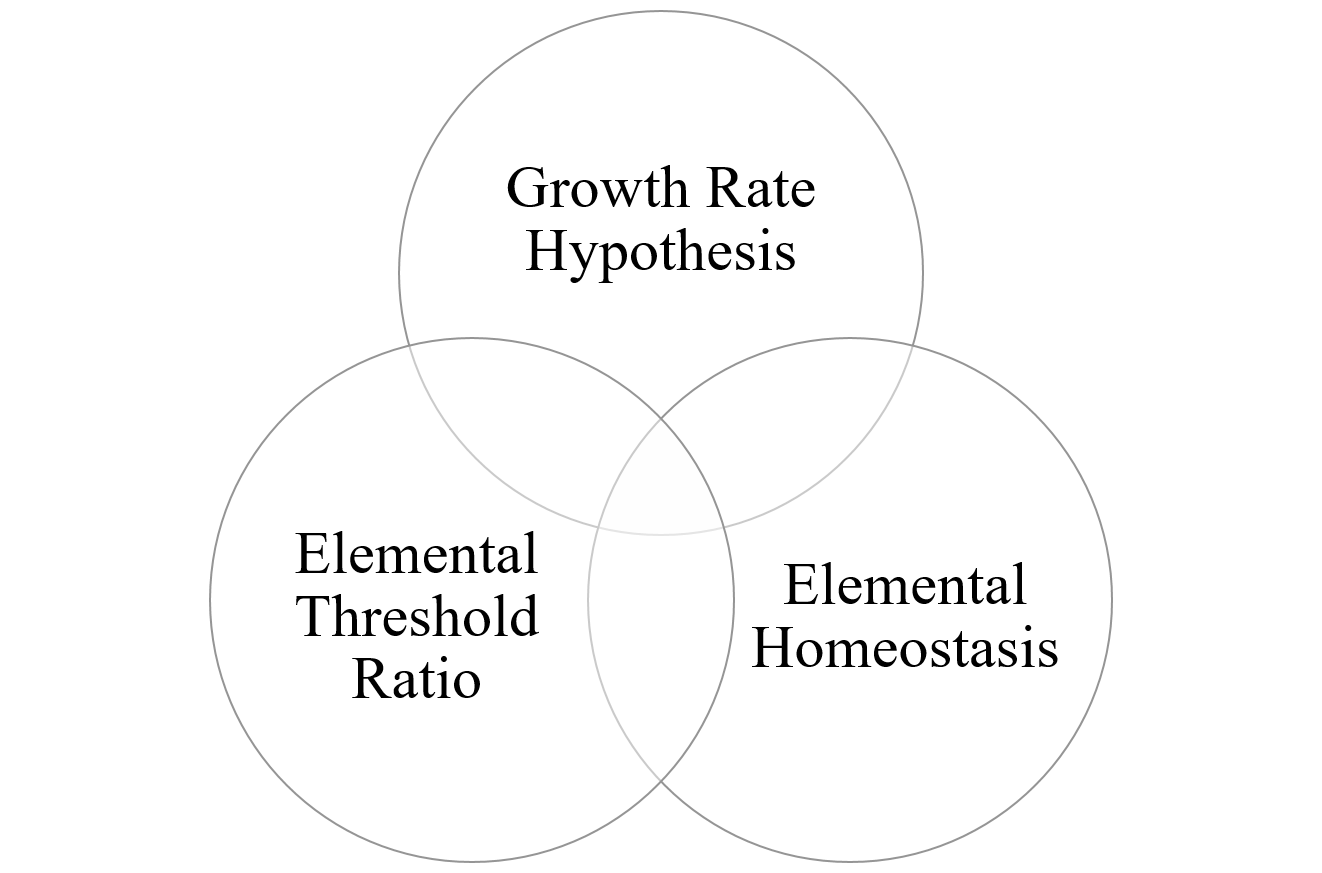 Growth Rate
Hypothesis
Elemental
Threshold
Ratio
Elemental
Homeostasis